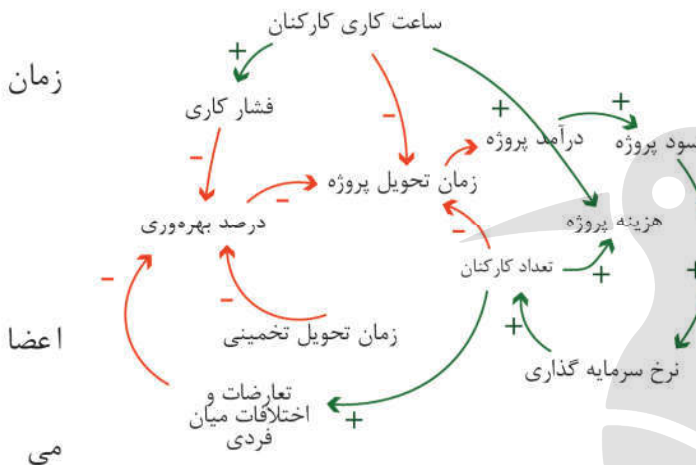 ساعت کاری کارکنان
زمان
فشار کاری
درآمد پروژه
سود پروژه
زمان تحویل پروژه
درصد بهره‌وری
هزینه پروژه
تعداد کارکنان
زمان تحویل تخمینی
اعضا
نرخ سرمایه گذاری
تعارضات و
اختلافات میان
فردی
می